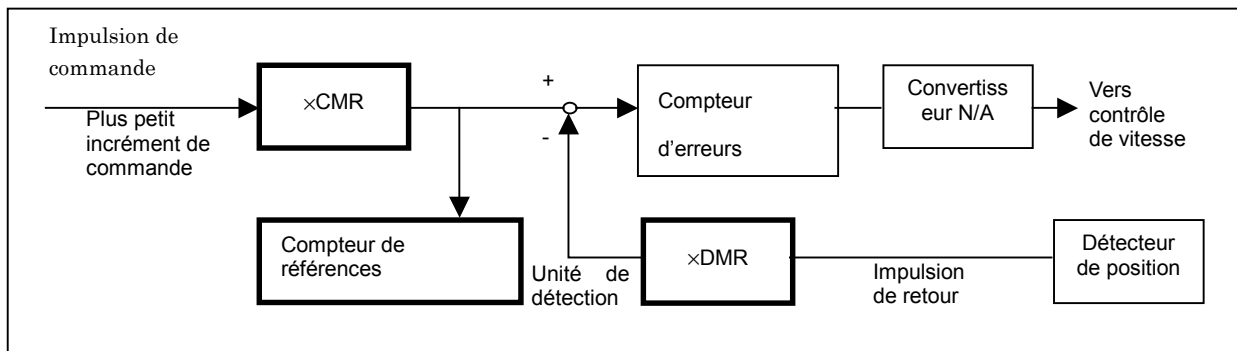 Impulsion de
commande
Plus petit
incrément de
commande
×CMR
+
-
Compteur
d'erreurs
Convertiss
eur N/A
Vers
contrôle
de vitesse
Compteur de
références
Unité de
détection
×DMR
Impulsion
de retour
Détecteur
de position